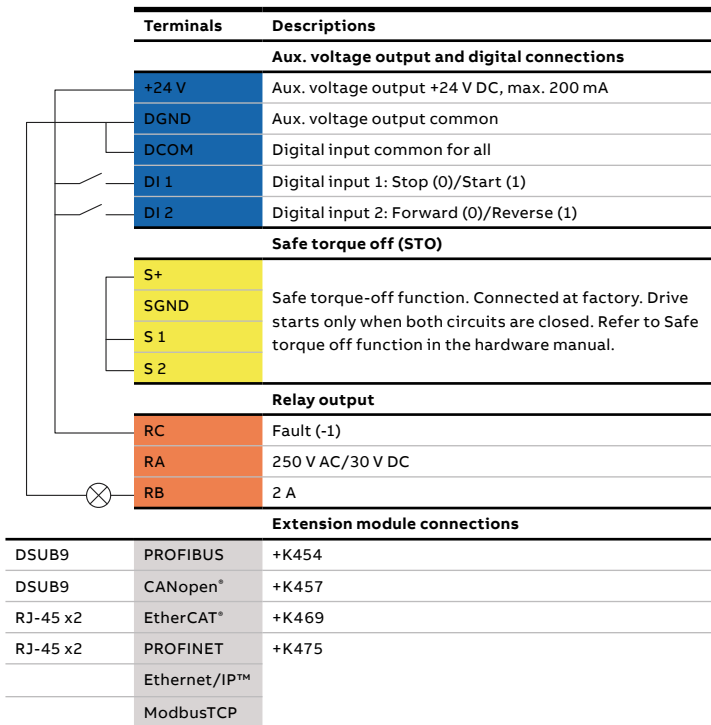 Terminals Descriptions
Aux. voltage output and digital connections
+24 V Aux. voltage output +24 V DC, max. 200 mA
DGND Aux. voltage output common
DCOM Digital input common for all
DI 1 Digital input 1: Stop (0)/Start (1)
DI 2 Digital input 2: Forward (0)/Reverse (1)
Safe torque off (STO)
S+
SGND
S 1
S 2
Safe torque-off function. Connected at factory. Drive
starts only when both circuits are closed. Refer to Safe
torque off function in the hardware manual.
Relay output
RC Fault (-1)
RA 250 V AC/30 V DC
RB 2 A
Extension module connections
DSUB9 PROFIBUS +K454
DSUB9 CANopen® +K457
RJ-45 x2 EtherCAT® +K469
RJ-45 x2 PROFINET +K475
Ethernet/IP™
ModbusTCP